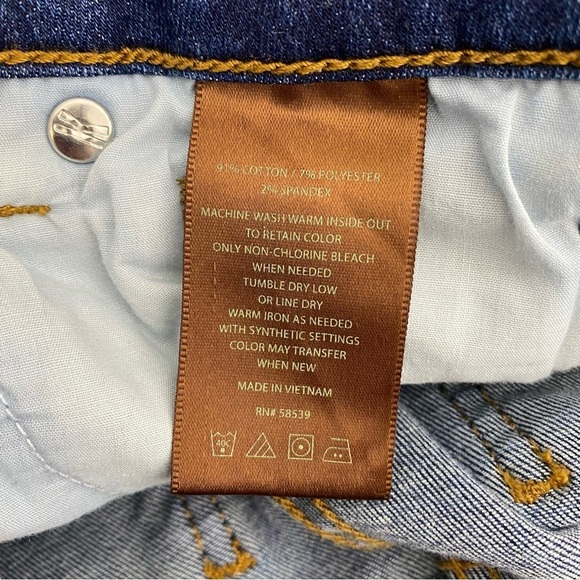 91% COTTON / 7% POLYESTER
2% SPANDEX
MACHINE WASH WARM INSIDE OUT
TO RETAIN COLOR
ONLY NON-CHLORINE BLEACH
WHEN NEEDED
TUMBLE DRY LOW
OR LINE DRY
WARM IRON AS NEEDED
WITH SYNTHETIC SETTINGS
COLOR MAY TRANSFER
WHEN NEW
MADE IN VIETNAM
RN# 58539
40C